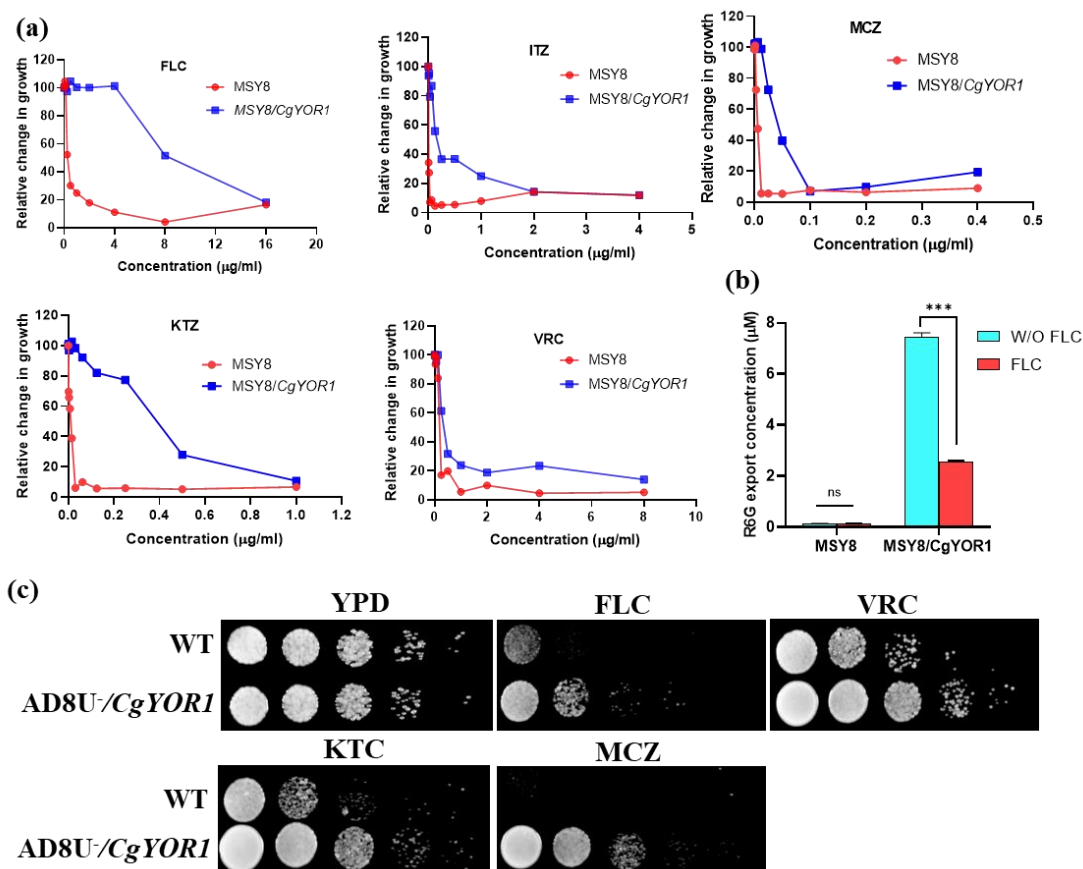 (a)
FLC
Relative change in growth
120
100
80
60
40
20
0
0 4 8 12 16 20
Concentration (µg/ml)
MSY8
MSY8/CgYOR1
ITZ
Relative change in growth
120
100
80
60
40
20
0
0 1 2 3 4 5
Concentration (µg/ml)
MSY8
MSY8/CgYOR1
MCZ
Relative change in growth
120
100
80
60
40
20
0
0.0 0.1 0.2 0.3 0.4 0.5
Concentration (µg/ml)
MSY8
MSY8/CgYOR1
KTZ
Relative change in growth
120
100
80
60
40
20
0
0.0 0.2 0.4 0.6 0.8 1.0 1.2
Concentration (µg/ml)
MSY8
MSY8/CgYOR1
VRC
Relative change in growth
120
100
80
60
40
20
0
0 2 4 6 8 10
Concentration (µg/ml)
MSY8
MSY8/CgYOR1
(b)
R6G export concentration (µM)
8
6
4
2
0
ns
***
MSY8 MSY8/CgYOR1
W/O FLC
FLC
(c)
YPD FLC VRC
WT
AD8U-/CgYOR1
KTC MCZ
WT
AD8U-/CgYOR1